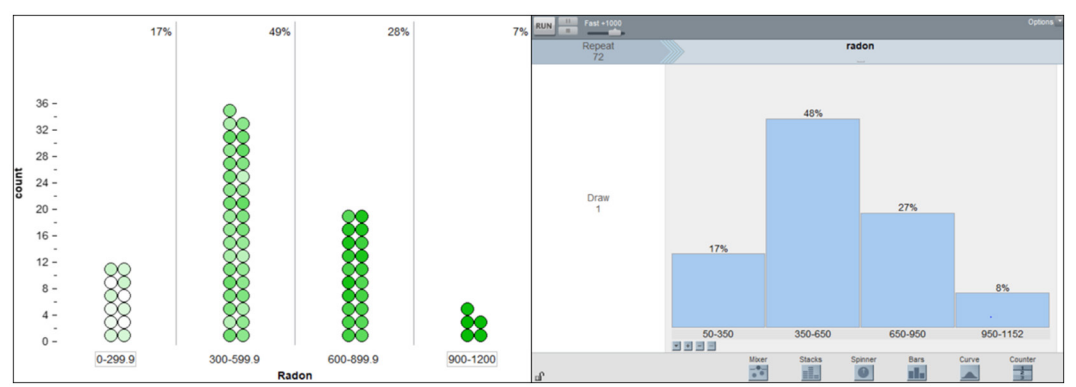 17% 49% 28% 7%
36
32
28
24
20
16
12
8
4
0
count
0-299.9 300-599.9 600-899.9 900-1200
Radon
RUN
Fast +1000
Options
Repeat
72
radon
Draw
1
17%
48%
27%
8%
50-350 350-650 650-950 950-1152
Mixer Stacks Spinner Bars Curve Counter